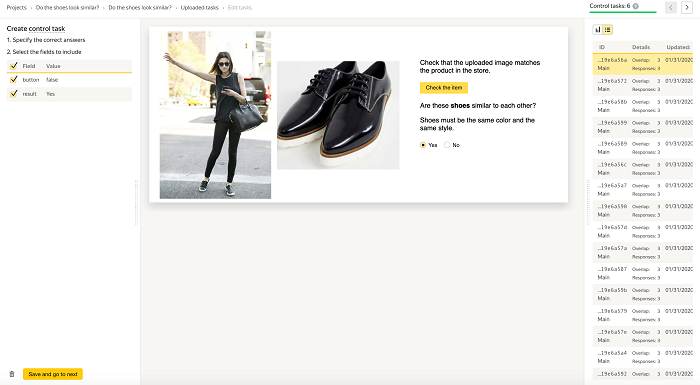 Projects › Do the shoes look similar? › Do the shoes look similar? › Uploaded tasks › Edit tasks
Control tasks: 6 ?
Create control task
1. Specify the correct answers
2. Select the fields to include
Field Value
button false
result Yes
Save and go to next
Check that the uploaded image matches
the product in the store.
Check the item
Are these shoes similar to each other?
Shoes must be the same color and the
same style.
Yes No
ID Details Updated:
...19e6a56a Overlap: 3 01/31/2020
Main Responses: 3
...19e6a572 Overlap: 3 01/31/2020
Main Responses: 3
...19e6a58b Overlap: 3 01/31/2020
Main Responses: 3
...19e6a599 Overlap: 3 01/31/2020
Main Responses: 3
...19e6a589 Overlap: 3 01/31/2020
Main Responses: 3
...19e6a56c Overlap: 3 01/31/2020
Main Responses: 3
...19e6a5a7 Overlap: 3 01/31/2020
Main Responses: 3
...19e6a598 Overlap: 3 01/31/2020
Main Responses: 3
...19e6a57d Overlap: 3 01/31/2020
Main Responses: 3
...19e6a57a Overlap: 3 01/31/2020
Main Responses: 3
...19e6a587 Overlap: 3 01/31/2020
Main Responses: 3
...19e6a59b Overlap: 3 01/31/2020
Main Responses: 3
...19e6a579 Overlap: 3 01/31/2020
Main Responses: 3
...19e6a57e Overlap: 3 01/31/2020
Main Responses: 3
...19e6a5a4 Overlap: 3 01/31/2020
Main Responses: 3
...19e6a592 Overlap: 3 01/31/2020